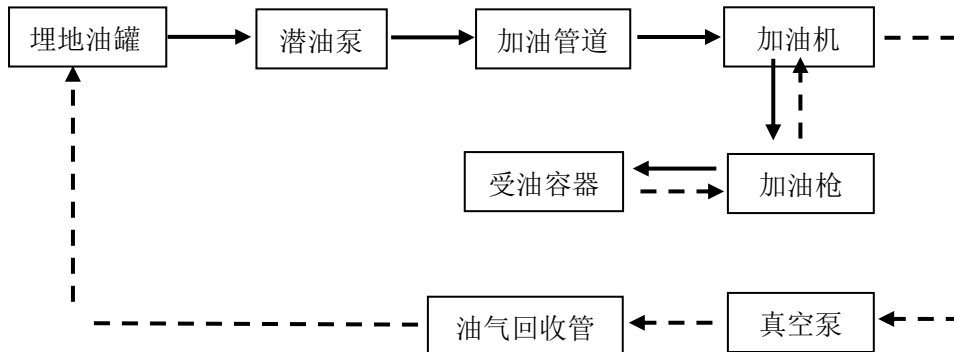 埋地油罐
潜油泵
加油管道
加油机
受油容器
加油枪
油气回收管
真空泵